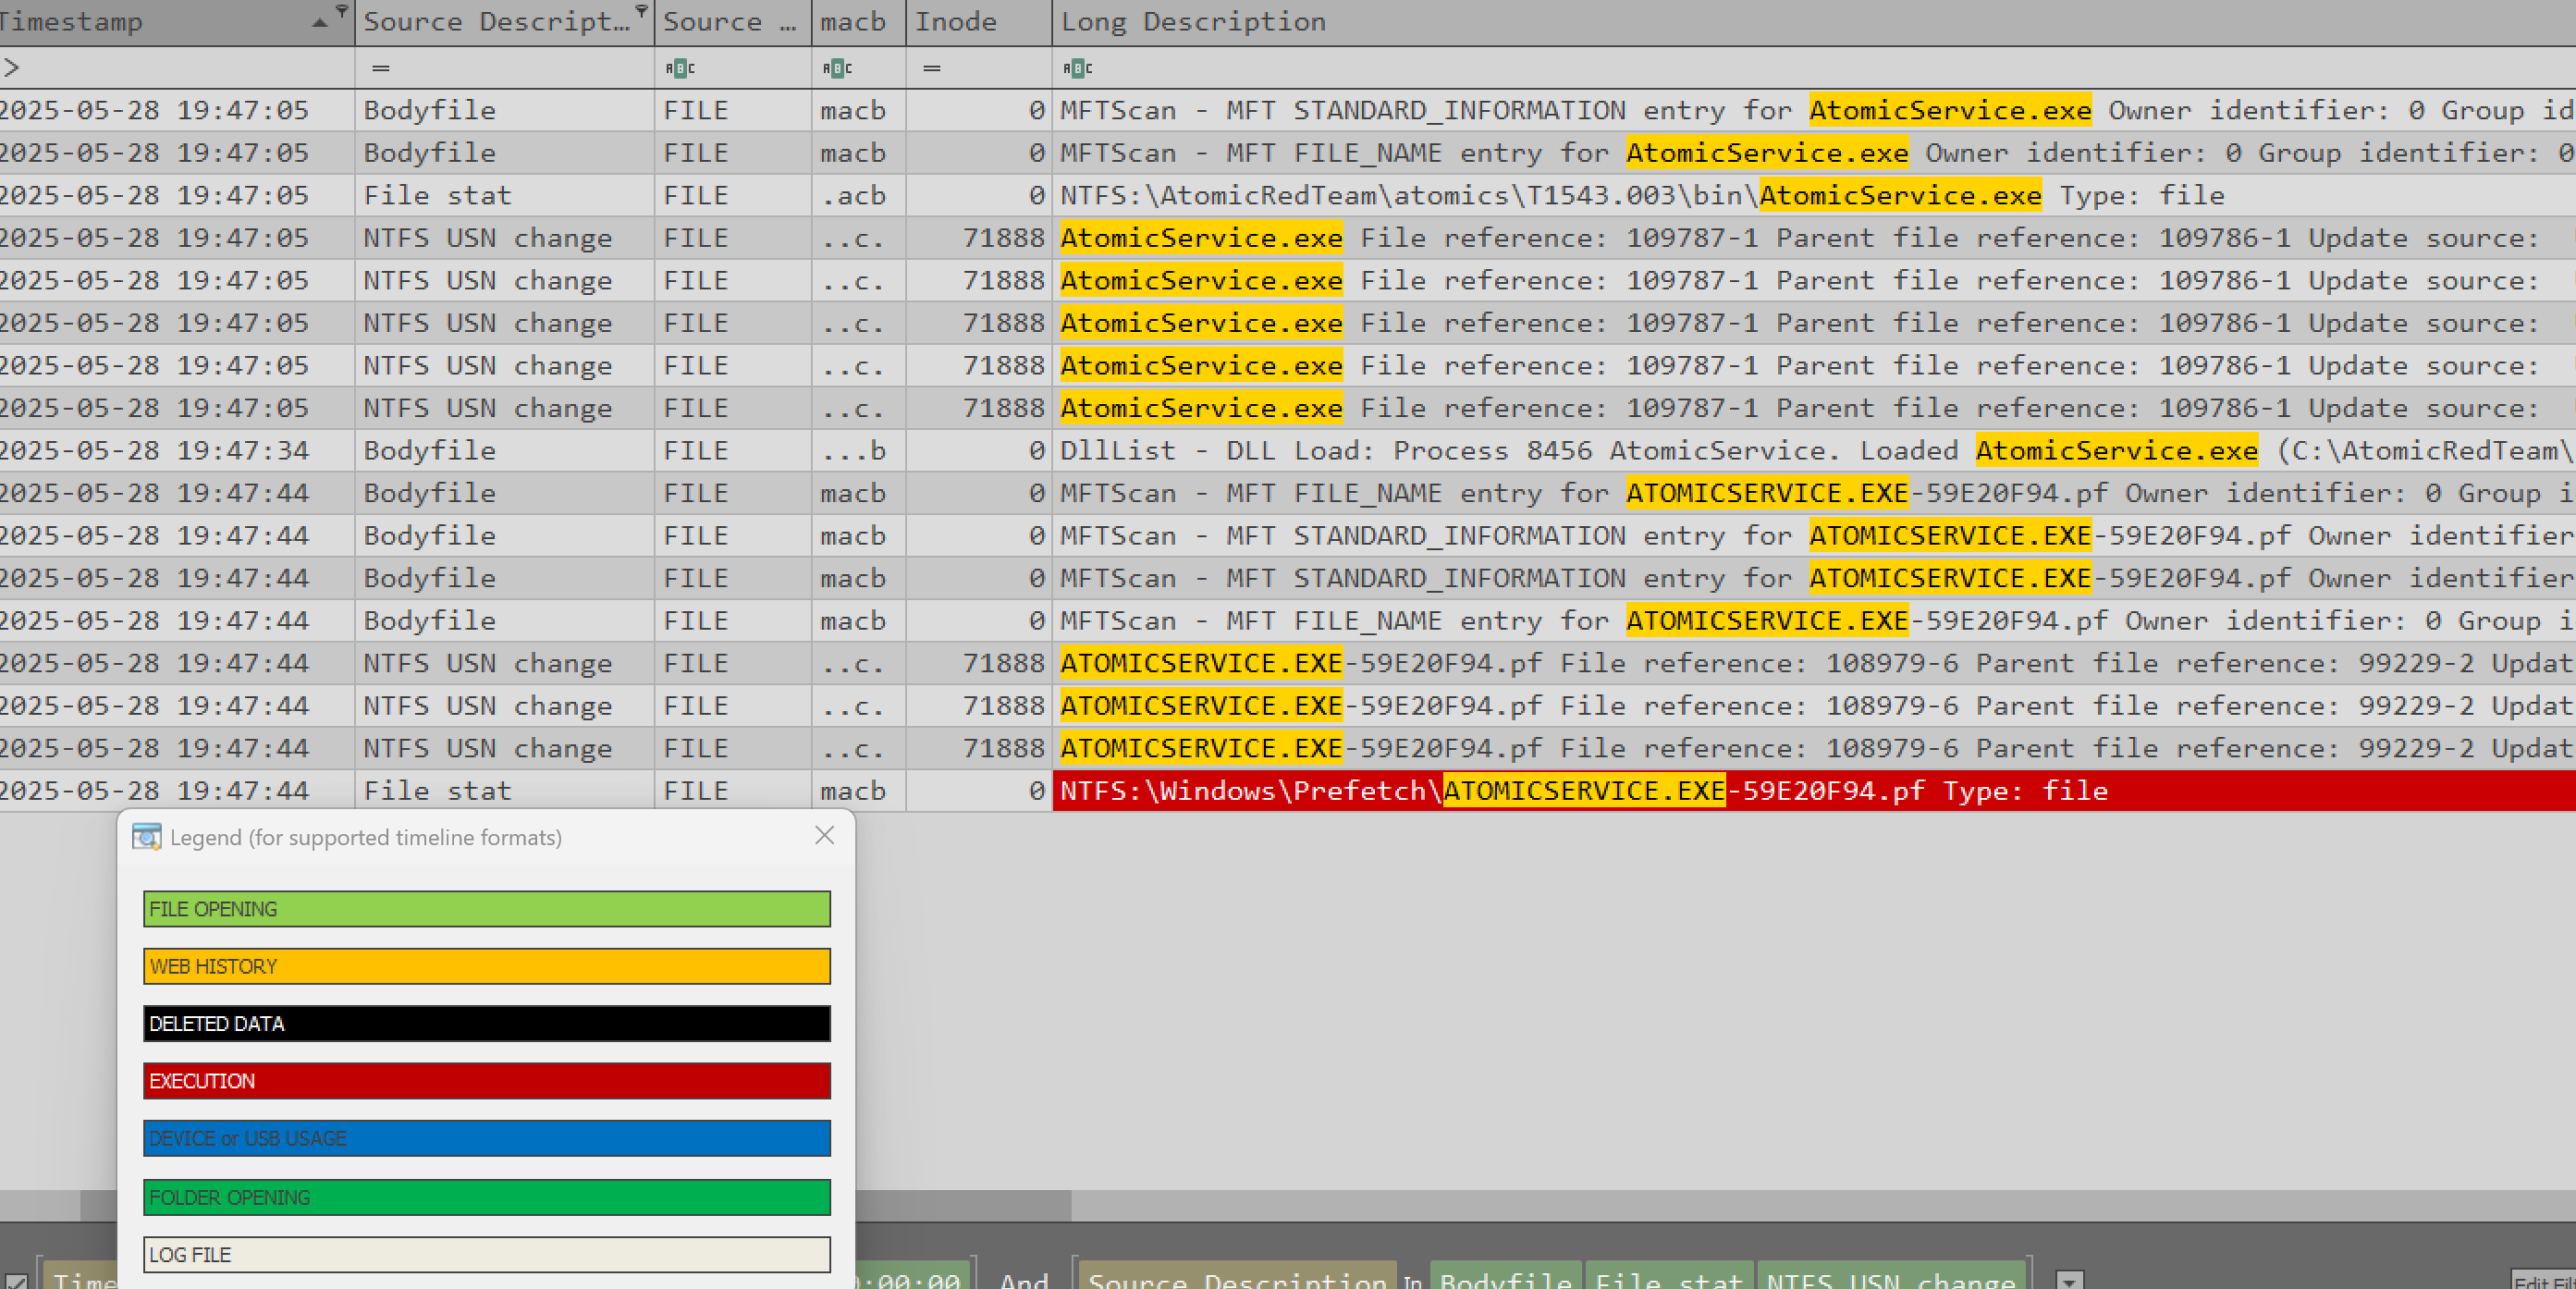 Timestamp Source Descript… Source … macb Inode Long Description
> = ABC ABC = ABC
2025-05-28 19:47:05 Bodyfile FILE macb 0 MFTScan - MFT STANDARD_INFORMATION entry for AtomicService.exe Owner identifier: 0 Group id
2025-05-28 19:47:05 Bodyfile FILE macb 0 MFTScan - MFT FILE_NAME entry for AtomicService.exe Owner identifier: 0 Group identifier: 0
2025-05-28 19:47:05 File stat FILE .acb 0 NTFS:\AtomicRedTeam\atomics\T1543.003\bin\AtomicService.exe Type: file
2025-05-28 19:47:05 NTFS USN change FILE ..c. 71888 AtomicService.exe File reference: 109787-1 Parent file reference: 109786-1 Update source:
2025-05-28 19:47:05 NTFS USN change FILE ..c. 71888 AtomicService.exe File reference: 109787-1 Parent file reference: 109786-1 Update source:
2025-05-28 19:47:05 NTFS USN change FILE ..c. 71888 AtomicService.exe File reference: 109787-1 Parent file reference: 109786-1 Update source:
2025-05-28 19:47:05 NTFS USN change FILE ..c. 71888 AtomicService.exe File reference: 109787-1 Parent file reference: 109786-1 Update source:
2025-05-28 19:47:05 NTFS USN change FILE ..c. 71888 AtomicService.exe File reference: 109787-1 Parent file reference: 109786-1 Update source:
2025-05-28 19:47:34 Bodyfile FILE ...b 0 DllList - DLL Load: Process 8456 AtomicService. Loaded AtomicService.exe (C:\AtomicRedTeam\
2025-05-28 19:47:44 Bodyfile FILE macb 0 MFTScan - MFT FILE_NAME entry for ATOMICSERVICE.EXE-59E20F94.pf Owner identifier: 0 Group i
2025-05-28 19:47:44 Bodyfile FILE macb 0 MFTScan - MFT STANDARD_INFORMATION entry for ATOMICSERVICE.EXE-59E20F94.pf Owner identifier
2025-05-28 19:47:44 Bodyfile FILE macb 0 MFTScan - MFT STANDARD_INFORMATION entry for ATOMICSERVICE.EXE-59E20F94.pf Owner identifier
2025-05-28 19:47:44 Bodyfile FILE macb 0 MFTScan - MFT FILE_NAME entry for ATOMICSERVICE.EXE-59E20F94.pf Owner identifier: 0 Group i
2025-05-28 19:47:44 NTFS USN change FILE ..c. 71888 ATOMICSERVICE.EXE-59E20F94.pf File reference: 108979-6 Parent file reference: 99229-2 Updat
2025-05-28 19:47:44 NTFS USN change FILE ..c. 71888 ATOMICSERVICE.EXE-59E20F94.pf File reference: 108979-6 Parent file reference: 99229-2 Updat
2025-05-28 19:47:44 NTFS USN change FILE ..c. 71888 ATOMICSERVICE.EXE-59E20F94.pf File reference: 108979-6 Parent file reference: 99229-2 Updat
2025-05-28 19:47:44 File stat FILE macb 0 NTFS:\Windows\Prefetch\ATOMICSERVICE.EXE-59E20F94.pf Type: file
Legend (for supported timeline formats)
FILE OPENING
WEB HISTORY
DELETED DATA
EXECUTION
DEVICE or USB USAGE
FOLDER OPENING
LOG FILE
Time 0:00:00 And Source Description In Bodyfile File stat NTFS USN change Edit Filt